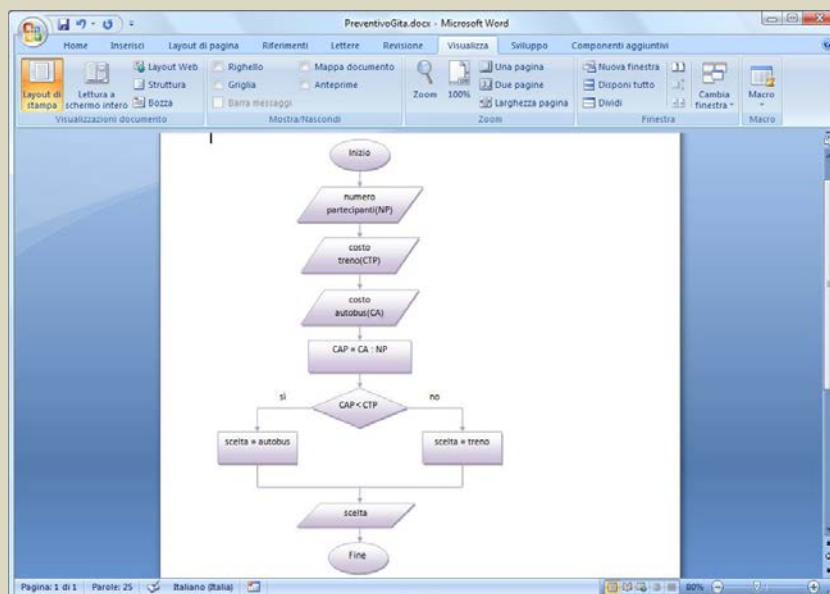 PreventivoGita.docx - Microsoft Word
Home Inserisci Layout di pagina Riferimenti Lettere Revisione Visualizza Sviluppo Componenti aggiuntivi
Layout di stampa
Lettura a schermo intero
Layout Web
Struttura
Bozza
Visualizzazioni documento
Righello
Griglia
Barra messaggi
Mappa documento
Anteprime
Mostra/Nascondi
Zoom
100%
Una pagina
Due pagine
Larghezza pagina
Zoom
Nuova finestra
Disponi tutto
Dividi
Cambia finestra
Finestra
Macro
Macro
Inizio
numero
partecipanti(NP)
costo
treno(CTP)
costo
autobus(CA)
CAP = CA : NP
sì
CAP<CTP
no
scelta = autobus
scelta = treno
scelta
Fine
Pagina: 1 di 1 Parole: 25 Italiano (Italia) 80%